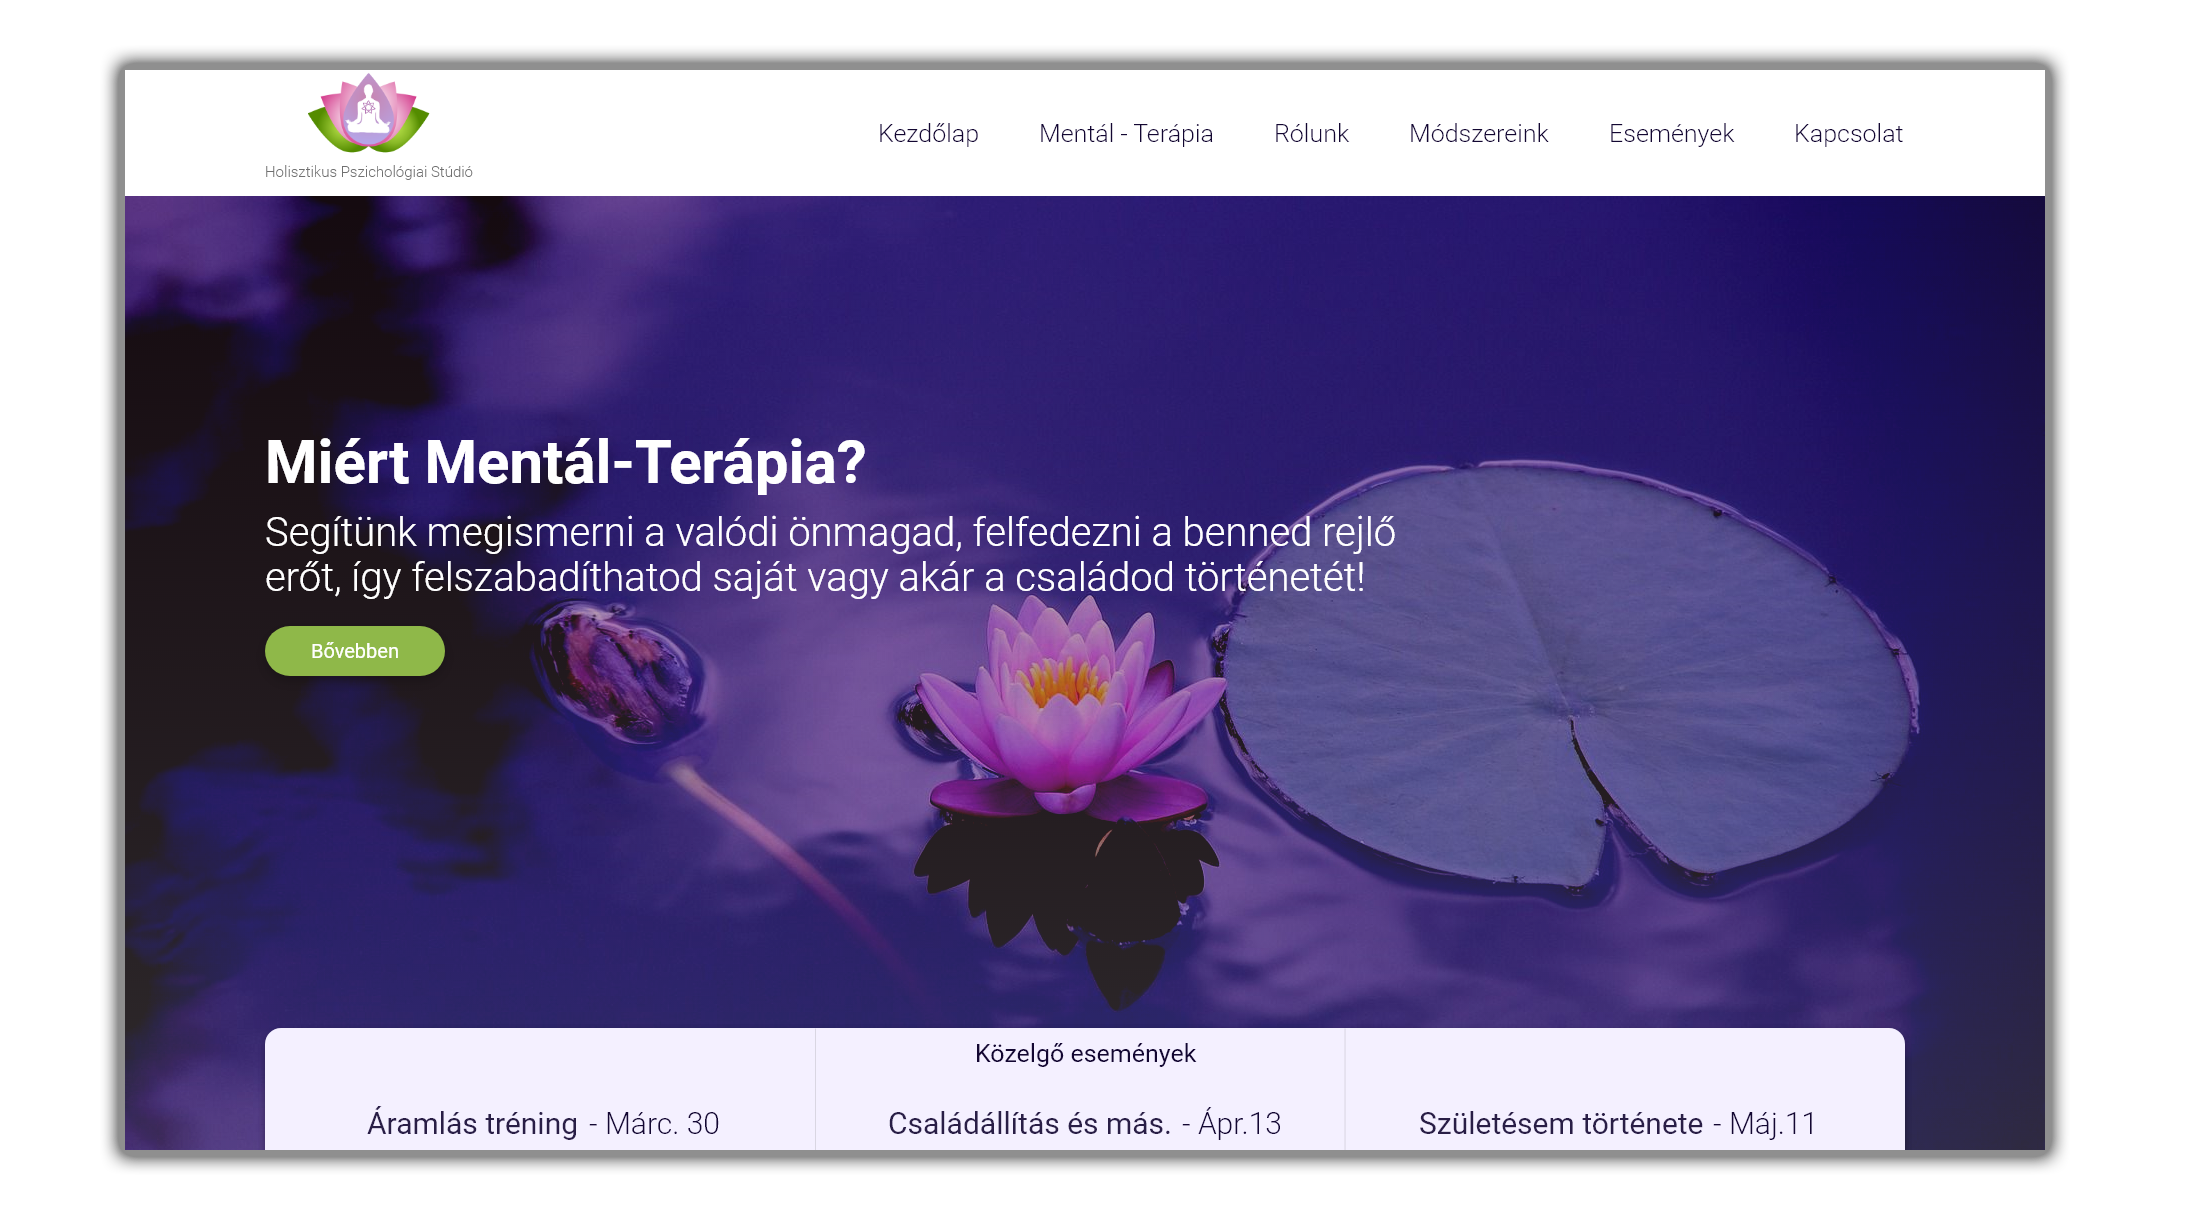 Holisztikus Pszichológiai Stúdió
Kezdőlap Mentál - Terápia Rólunk Módszereink Események Kapcsolat
Miért Mentál-Terápia?
Segítünk megismerni a valódi önmagad, felfedezni a benned rejlő
erőt, így felszabadíthatod saját vagy akár a családod történetét!
Bővebben
Közelgő események
Áramlás tréning - Márc. 30
Családállítás és más. - Ápr.13
Születésem története - Máj.11